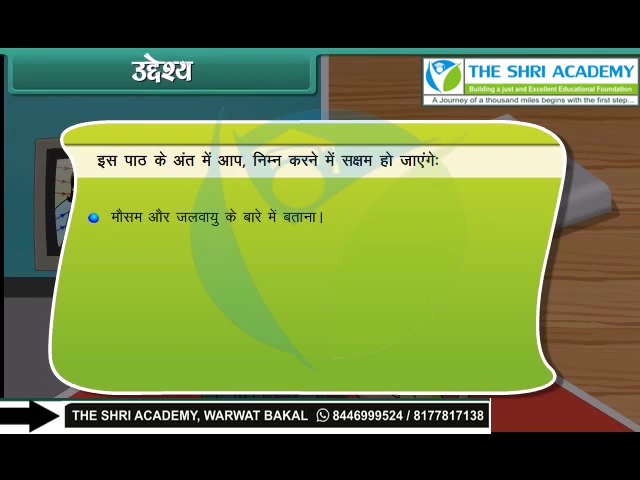 उद्देश्य
THE SHRI ACADEMY
Building a just and Excellent Educational Foundation
A Journey of a thousand miles begins with the first step...
इस पाठ के अंत में आप, निम्न करने में सक्षम हो जाएंगे:
मौसम और जलवायु के बारे में बताना।
THE SHRI ACADEMY, WARWAT BAKAL 8446999524 / 8177817138